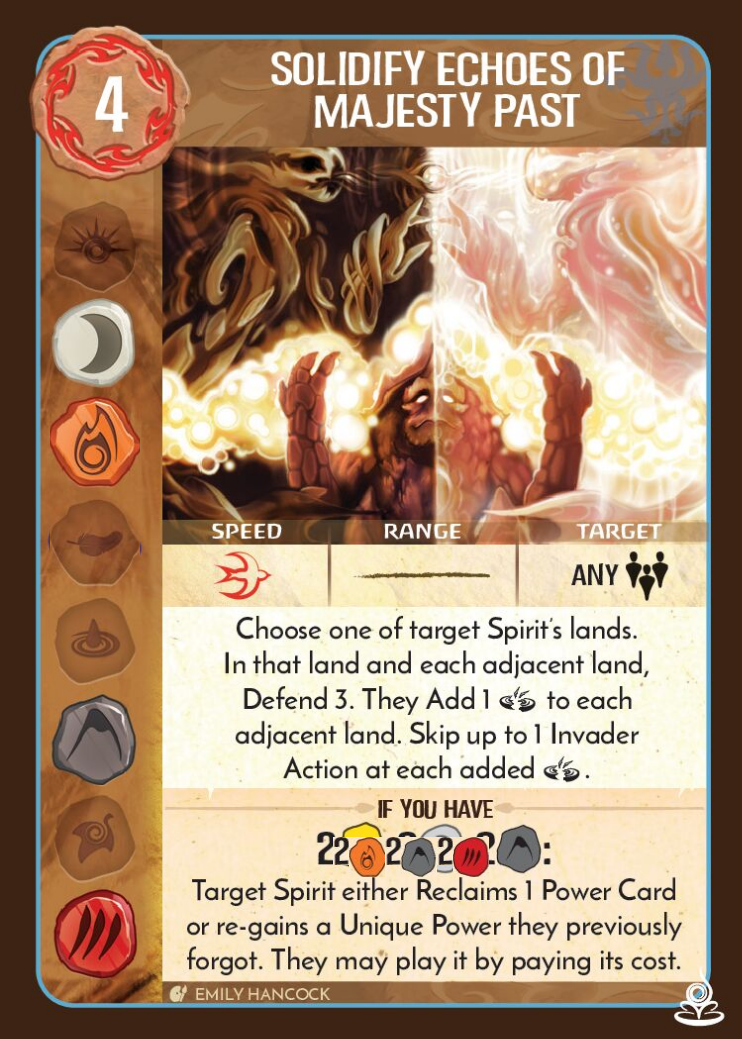 4
SOLIDIFY ECHOES OF
MAJESTY PAST
SPEED RANGE TARGET
ANY
Choose one of target Spirit's lands.
In that land and each adjacent land,
Defend 3. They Add 1 to each
adjacent land. Skip up to 1 Invader
Action at each added .
IF YOU HAVE
22 2 2 2 :
Target Spirit either Reclaims 1 Power Card
or re-gains a Unique Power they previously
forgot. They may play it by paying its cost.
EMILY HANCOCK